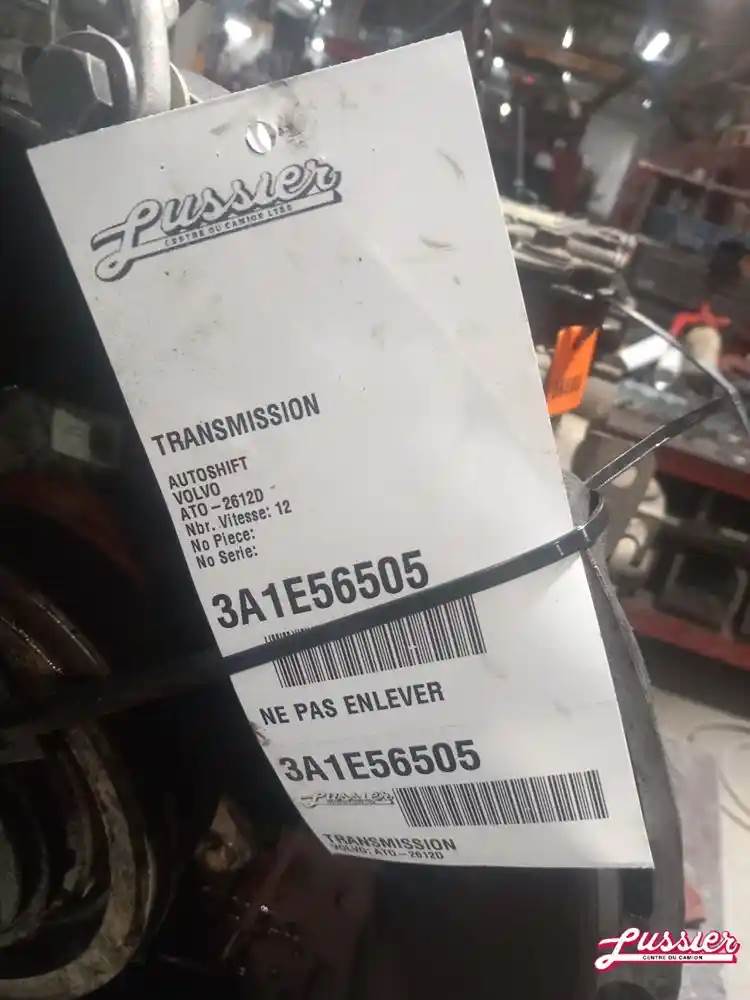 Lussier
CENTRE DU CAMION LTÉE
TRANSMISSION
AUTOSHIFT
VOLVO
ATO-2612D
Nbr. Vitesse: 12
No Piece:
No Serie:
3A1E56505
NE PAS ENLEVER
3A1E56505
Lussier
TRANSMISSION
VOLVO: ATO-2612D
Lussier
CENTRE DU CAMION